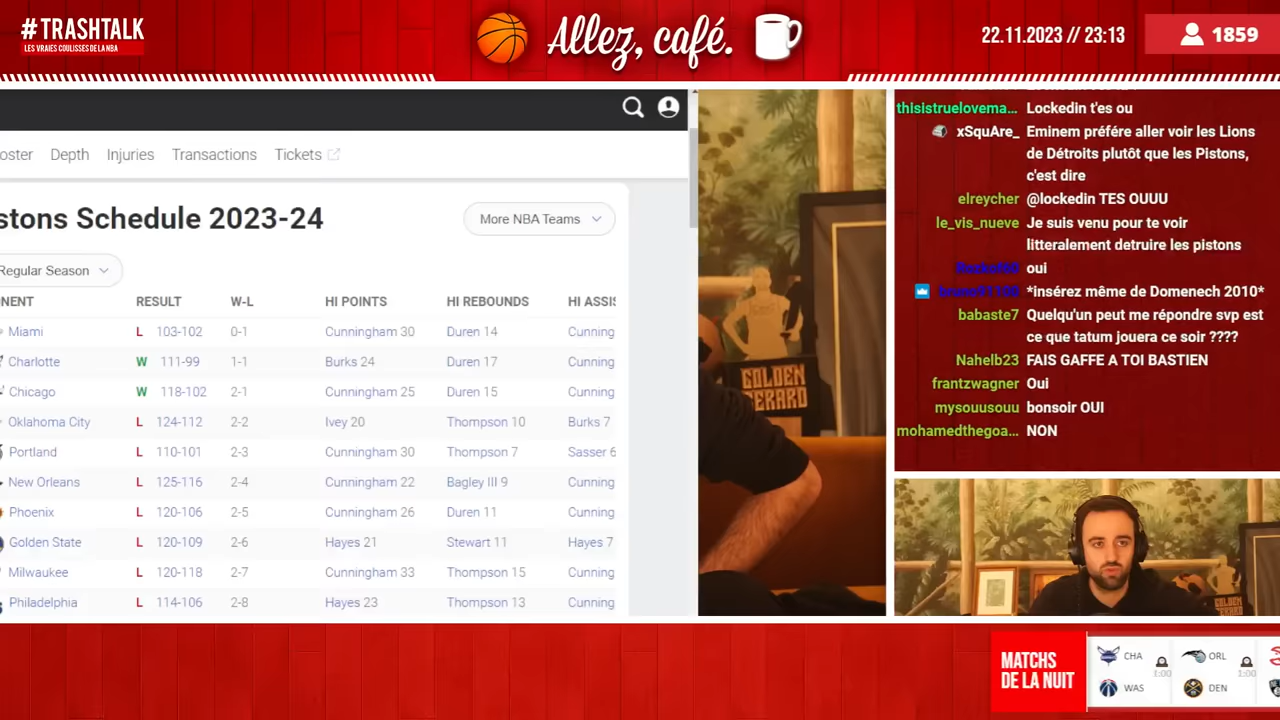 #TRASHTALK
LES VRAIES COULISSES DE LA NBA
Allez, café.
22.11.2023 // 23:13
1859
oster Depth Injuries Transactions Tickets
stons Schedule 2023-24
More NBA Teams
Regular Season
NENT RESULT W-L HI POINTS HI REBOUNDS HI ASSIS
Miami L 103-102 0-1 Cunningham 30 Duren 14 Cunning
Charlotte W 111-99 1-1 Burks 24 Duren 17 Cunning
Chicago W 118-102 2-1 Cunningham 25 Duren 15 Cunning
Oklahoma City L 124-112 2-2 Ivey 20 Thompson 10 Burks 7
Portland L 110-101 2-3 Cunningham 30 Thompson 7 Sasser 6
New Orleans L 125-116 2-4 Cunningham 22 Bagley III 9 Cunning
Phoenix L 120-106 2-5 Cunningham 26 Duren 11 Cunning
Golden State L 120-109 2-6 Hayes 21 Stewart 11 Hayes 7
Milwaukee L 120-118 2-7 Cunningham 33 Thompson 15 Cunning
Philadelphia L 114-106 2-8 Hayes 23 Thompson 13 Cunning
GOLDEN
GERARD
thisistruelovema... Lockedin t'es ou
xSquAre_ Eminem préfére aller voir les Lions
de Détroits plutôt que les Pistons,
c'est dire
elreycher @lockedin TES OUUU
le_vis_nueve Je suis venu pour te voir
litteralement detruire les pistons
oui
*insérez même de Domenech 2010*
babaste7 Quelqu'un peut me répondre svp est
ce que tatum jouera ce soir ????
Nahelb23 FAIS GAFFE A TOI BASTIEN
frantzwagner Oui
mysouusouu bonsoir OUI
mohamedthegoa... NON
GOLDEN
MATCHS
DE LA NUIT
CHA
WAS
ORL
DEN
1:00